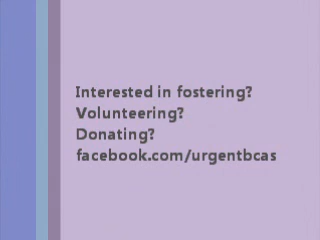 Interested in fostering?
Volunteering?
Donating?
facebook.com/urgentbcas